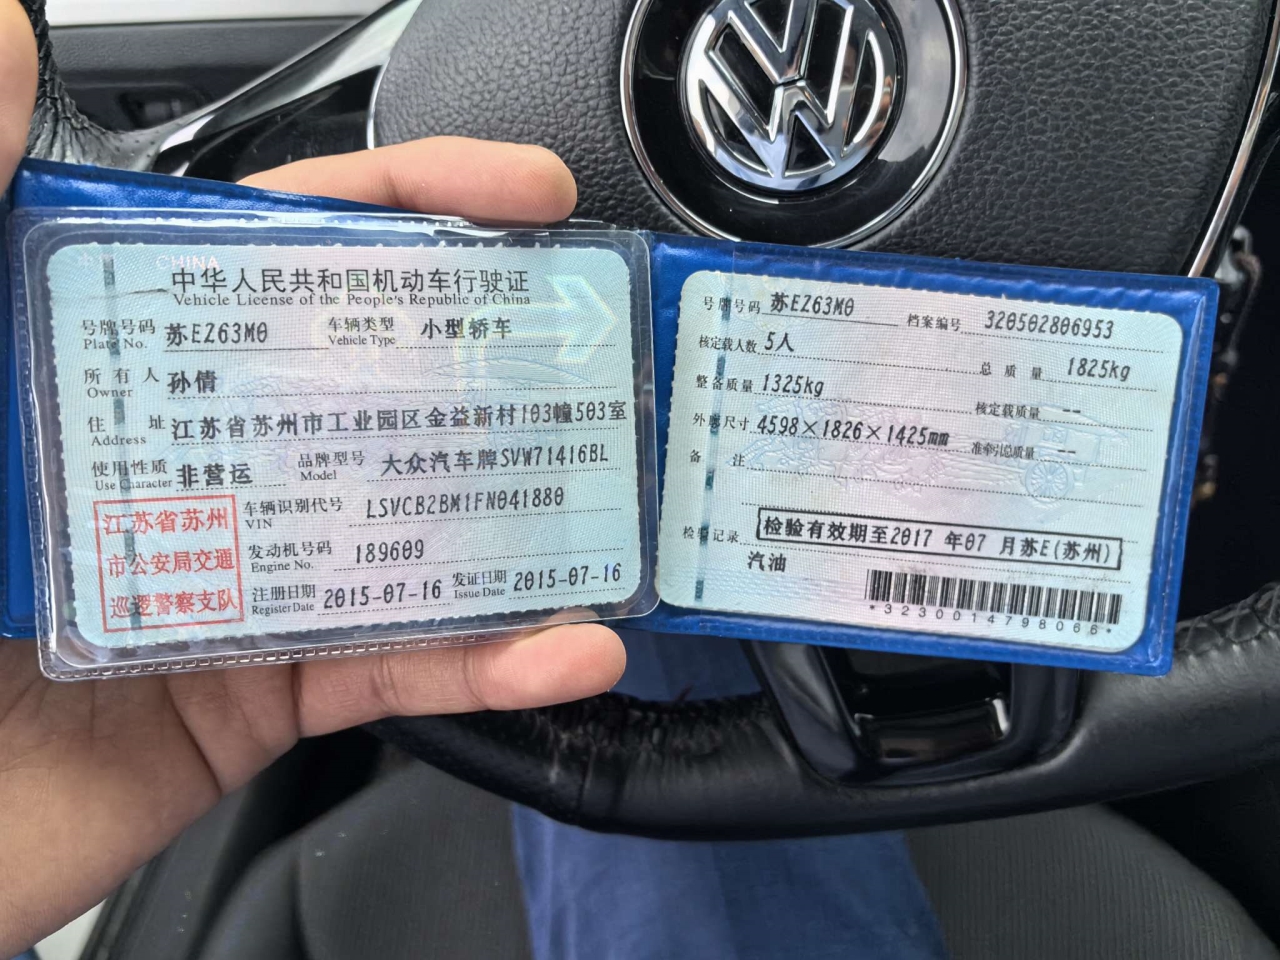 中 CHINA
中华人民共和国机动车行驶证
Vehicle License of the People's Republic of China
号牌号码 苏EZ63M0 车辆类型 小型轿车
Plate No. Vehicle Type
所有人 孙倩
Owner
住址 江苏省苏州市工业园区金益新村103幢503室
Address
使用性质 非营运 品牌型号 大众汽车牌SVW71416BL
Use Character Model
江苏省苏州
市公安局交通
巡逻警察支队
车辆识别代号 LSVCB2BM1FN041880
VIN
发动机号码 189609
Engine No.
注册日期 2015-07-16 发证日期 2015-07-16
Register Date Issue Date
号牌号码 苏EZ63M0 档案编号 320502806953
核定载人数 5人 总质量 1825kg
整备质量 1325kg 核定载质量 --
外廓尺寸 4598×1826×1425mm 准牵引总质量 --
备注
检验记录 检验有效期至2017 年07 月苏E(苏州)
汽油
*3230014798066*